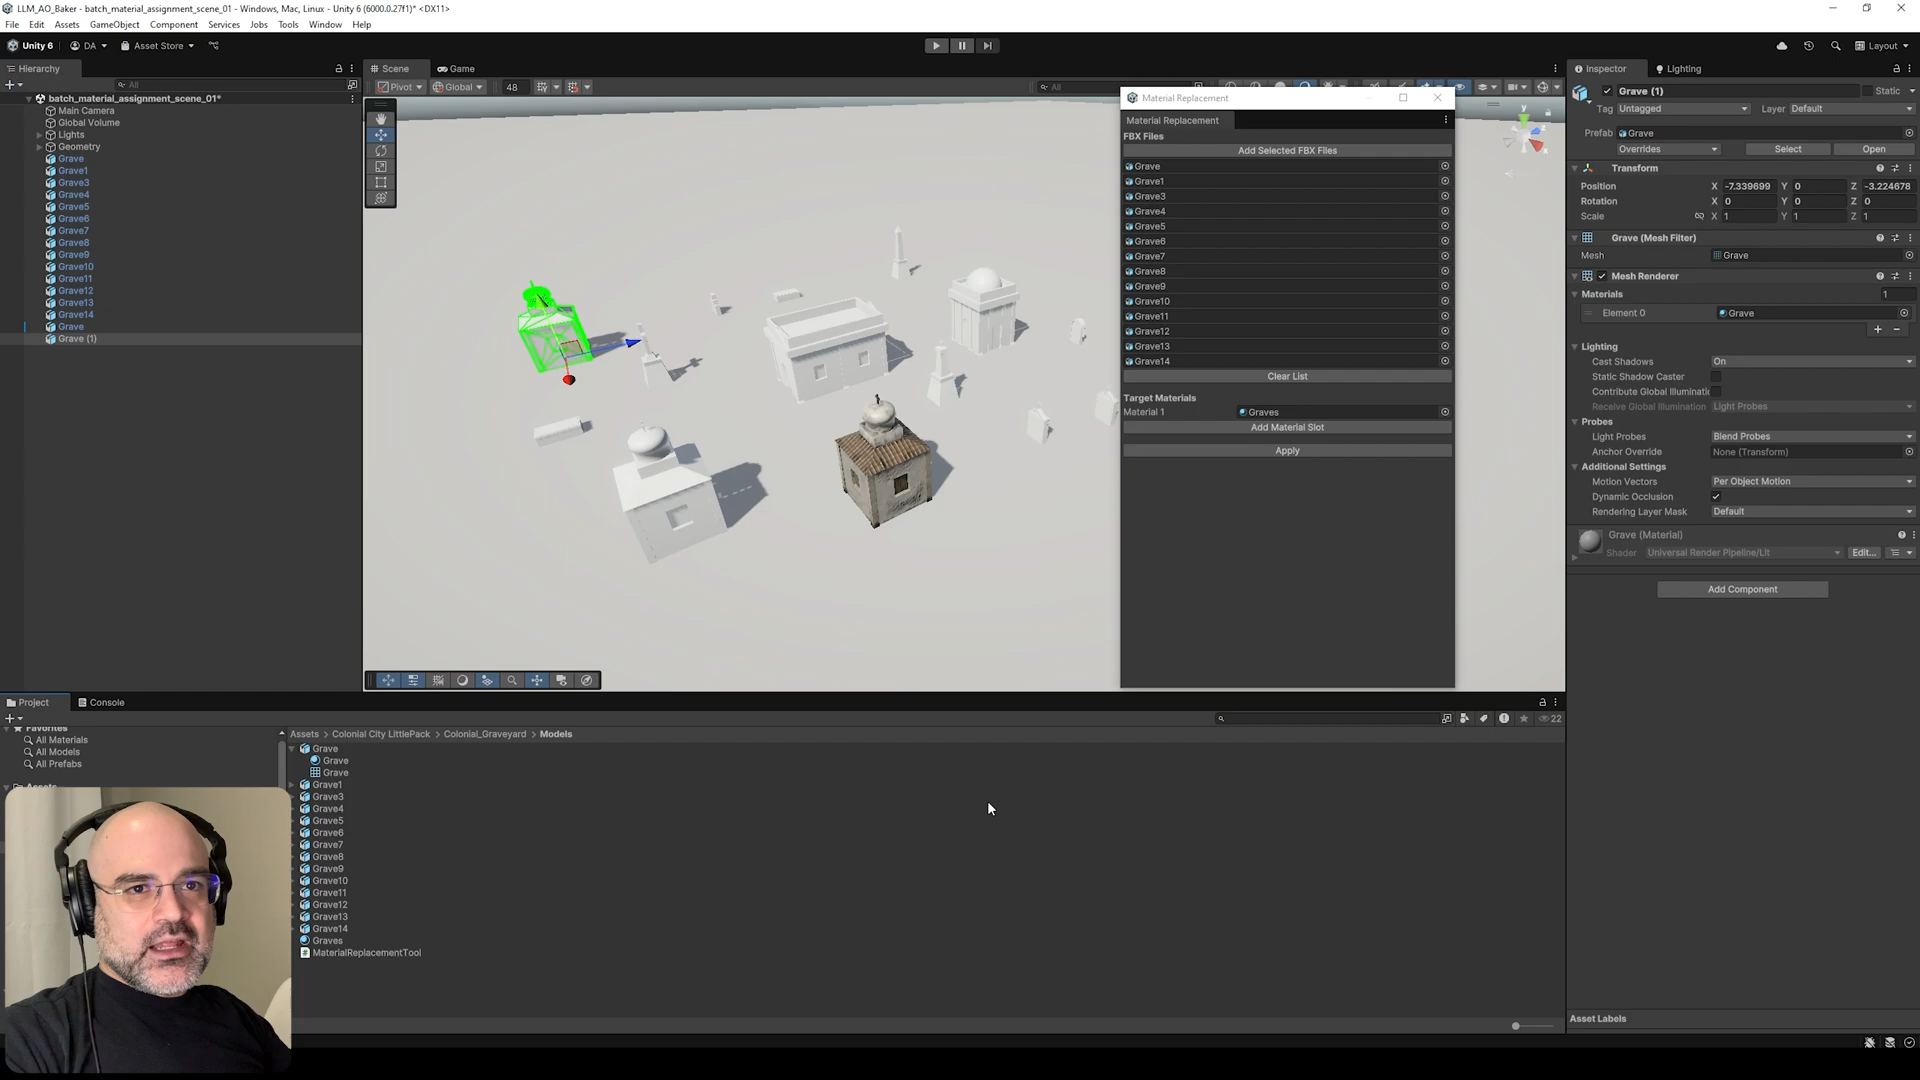 LLM_AO_Baker - batch_material_assignment_scene_01 - Windows, Mac, Linux - Unity 6 (6000.0.27f1)* <DX11>
File Edit Assets GameObject Component Services Jobs Tools Window Help
Unity 6 DA Asset Store Layout
Hierarchy
All
batch_material_assignment_scene_01*
Main Camera
Global Volume
Lights
Geometry
Grave
Grave1
Grave3
Grave4
Grave5
Grave6
Grave7
Grave8
Grave9
Grave10
Grave11
Grave12
Grave13
Grave14
Grave
Grave (1)
Scene Game
Pivot Global 48 All
y
Material Replacement
Material Replacement
FBX Files
Add Selected FBX Files
Grave
Grave1
Grave3
Grave4
Grave5
Grave6
Grave7
Grave8
Grave9
Grave10
Grave11
Grave12
Grave13
Grave14
Clear List
Target Materials
Material 1 Graves
Add Material Slot
Apply
Inspector Lighting
Grave (1) Static
Tag Untagged Layer Default
Prefab Grave
Overrides Select Open
Transform
Position X -7.339699 Y 0 Z -3.224678
Rotation X 0 Y 0 Z 0
Scale X 1 Y 1 Z 1
Grave (Mesh Filter)
Mesh Grave
Mesh Renderer
Materials 1
Element 0 Grave
Lighting
Cast Shadows On
Static Shadow Caster
Contribute Global Illuminati
Receive Global Illumination Light Probes
Probes
Light Probes Blend Probes
Anchor Override None (Transform)
Additional Settings
Motion Vectors Per Object Motion
Dynamic Occlusion
Rendering Layer Mask Default
Grave (Material)
Shader Universal Render Pipeline/Lit Edit...
Add Component
Asset Labels
Project Console
22
Favorites
All Materials
All Models
All Prefabs
Assets
Assets > Colonial City LittlePack > Colonial_Graveyard > Models
Grave
Grave
Grave
Grave1
Grave3
Grave4
Grave5
Grave6
Grave7
Grave8
Grave9
Grave10
Grave11
Grave12
Grave13
Grave14
Graves
MaterialReplacementTool